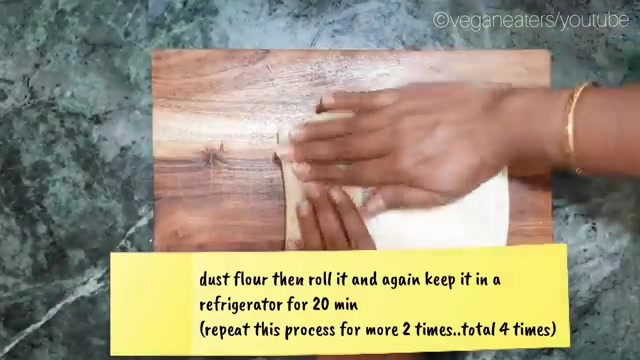 ©veganeaters/youtube
dust flour then roll it and again keep it in a
refrigerator for 20 min
(repeat this process for more 2 times..total 4 times)